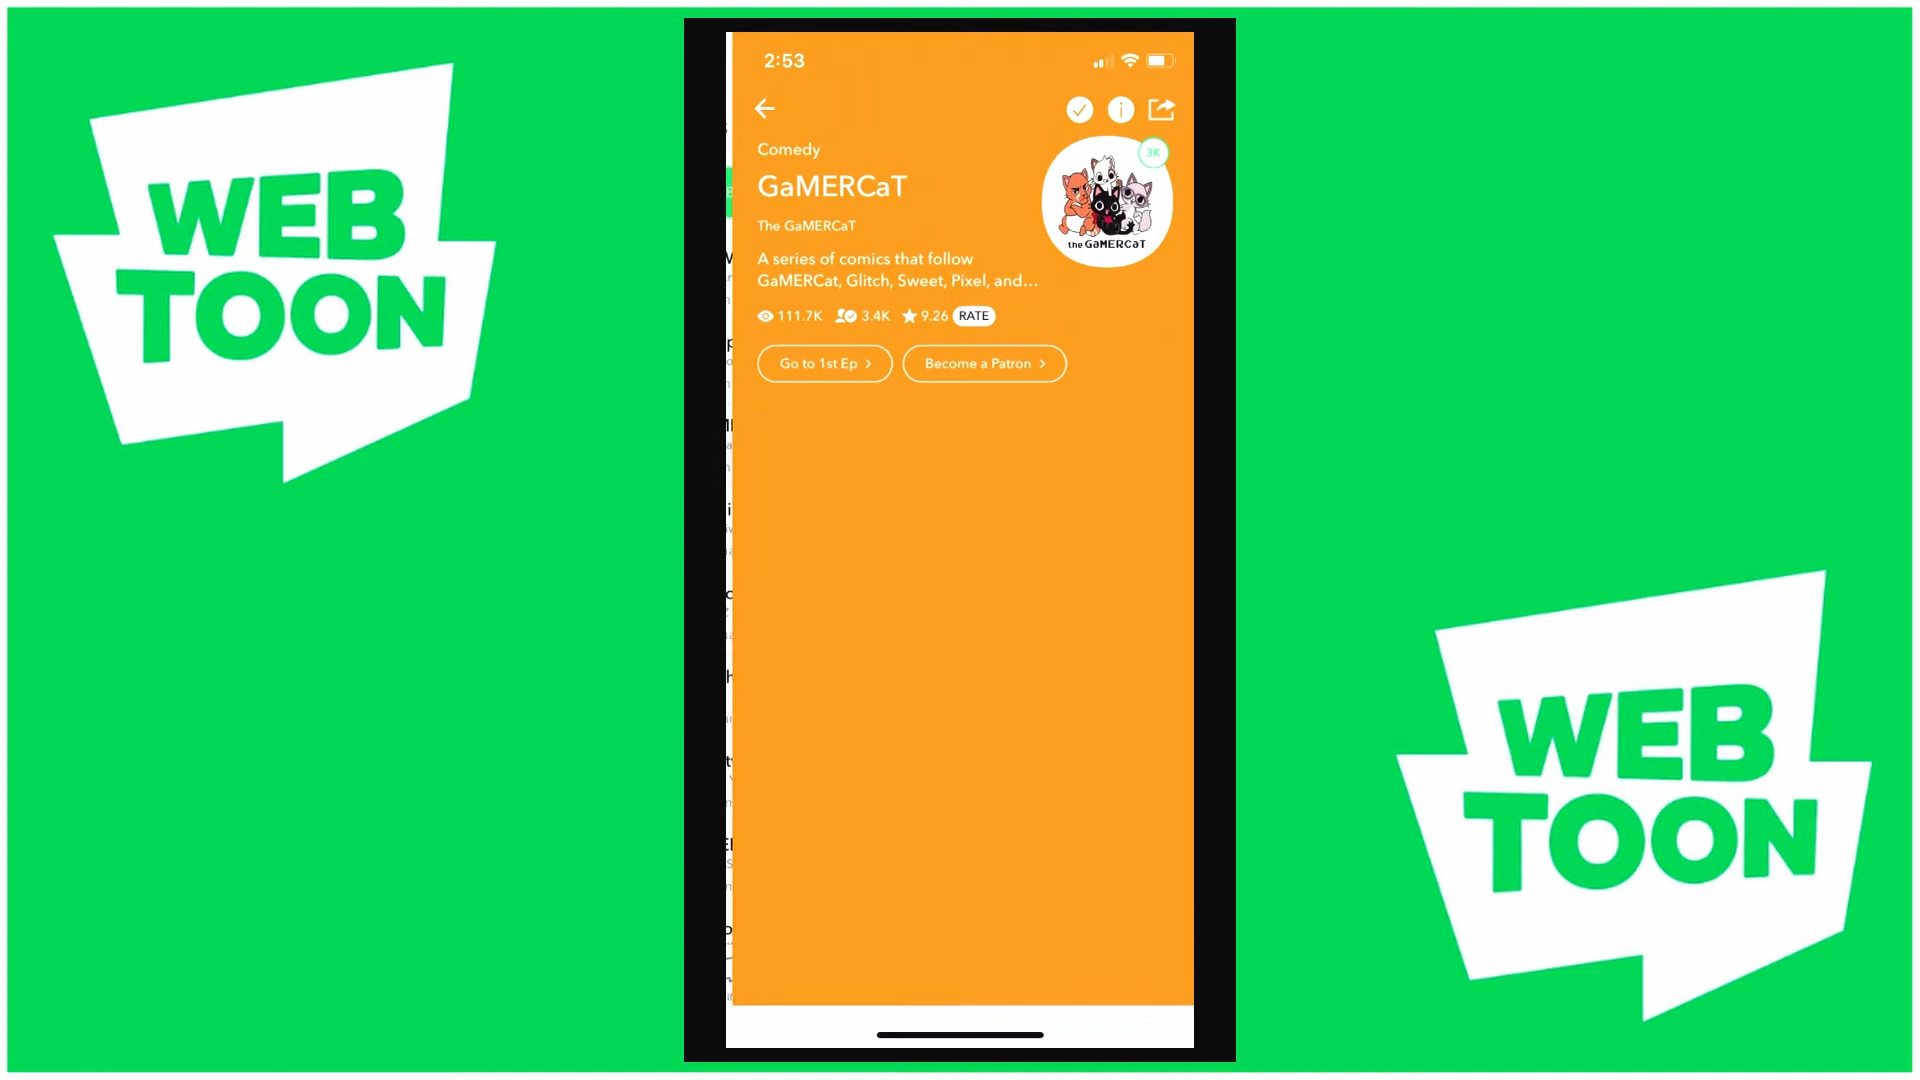 WEB
TOON
2:53
Comedy
3K
GaMERCaT
The GaMERCaT
the GaMERCaT
A series of comics that follow
GaMERCat, Glitch, Sweet, Pixel, and...
111.7K 3.4K 9.26 RATE
Go to 1st Ep >
Become a Patron >
WEB
TOON